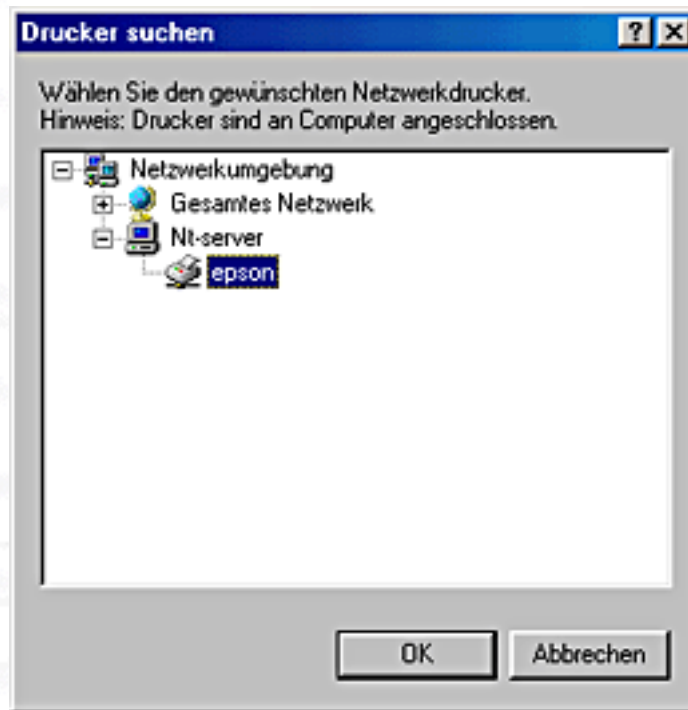 Drucker suchen
Wählen Sie den gewünschten Netzwerkdrucker.
Hinweis: Drucker sind an Computer angeschlossen.
Netzwerkumgebung
Gesamtes Netzwerk
Nt-server
epson
OK Abbrechen